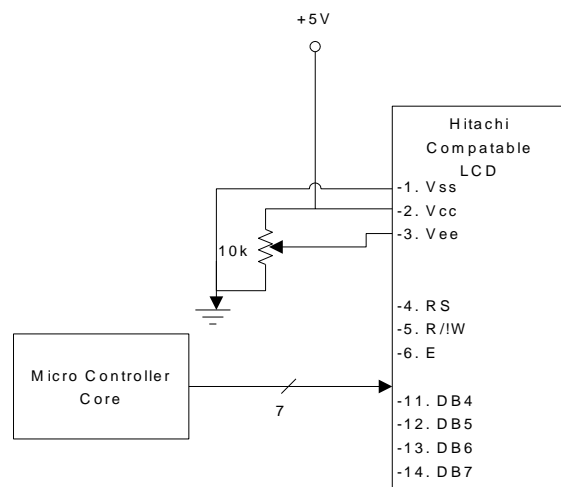 +5V
Hitachi
Compatable
LCD
-1. Vss
-2. Vcc
-3. Vee
10k
-4. RS
-5. R/!W
-6. E
Micro Controller
Core
7
-11. DB4
-12. DB5
-13. DB6
-14. DB7